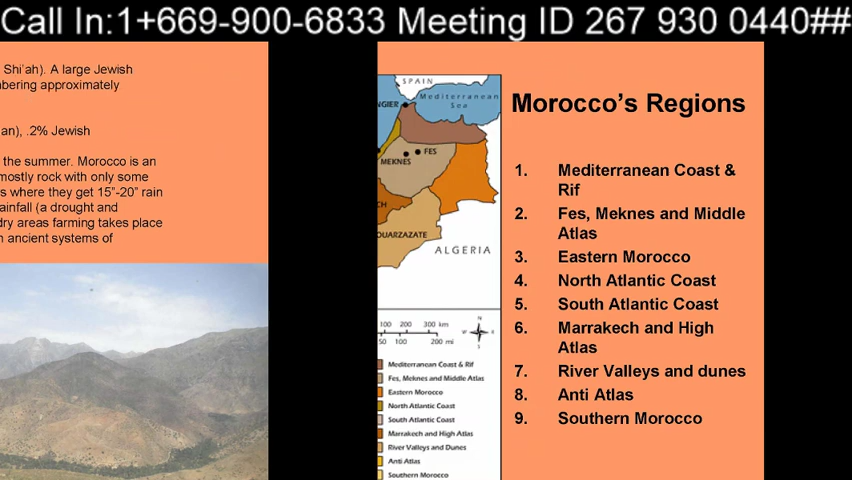 Call In:1+669-900-6833 Meeting ID 267 930 0440##
Shi'ah). A large Jewish
bering approximately
an), .2% Jewish
the summer. Morocco is an
mostly rock with only some
s where they get 15”-20” rain
ainfall (a drought and
dry areas farming takes place
n ancient systems of
SPAIN
Mediterranean
Sea
NGIER
FES
MEKNES
CH
OUARZAZATE
ALGERIA
100 200 300 km
50 100 200 mi
N
W E
S
Mediterranean Coast & Rif
Fes, Meknes and Middle Atlas
Eastern Morocco
North Atlantic Coast
South Atlantic Coast
Marrakech and High Atlas
River Valleys and Dunes
Anti Atlas
Southern Morocco
Morocco's Regions
1. Mediterranean Coast &
Rif
2. Fes, Meknes and Middle
Atlas
3. Eastern Morocco
4. North Atlantic Coast
5. South Atlantic Coast
6. Marrakech and High
Atlas
7. River Valleys and dunes
8. Anti Atlas
9. Southern Morocco